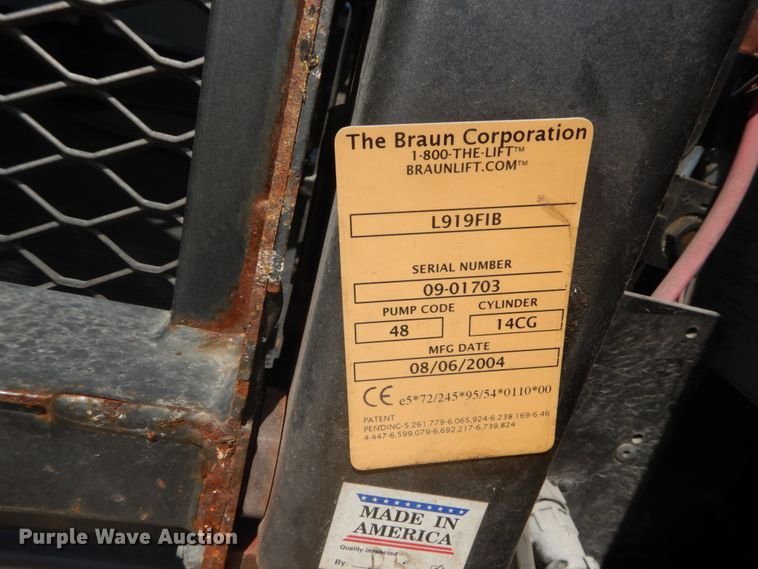 The Braun Corporation
1-800-THE-LIFT™
BRAUNLIFT.COM™
L919FIB
SERIAL NUMBER
09-01703
PUMP CODE CYLINDER
48 14CG
MFG DATE
08/06/2004
CE e5*72/245*95/54*0110*00
PATENT
PENDING-5,261,779-6,065,924-6,238,169-6,46
4,447-6,599,079-6,692,217-6,739,824
MADE IN
AMERICA
Quality Inspected
By:
Purple Wave Auction